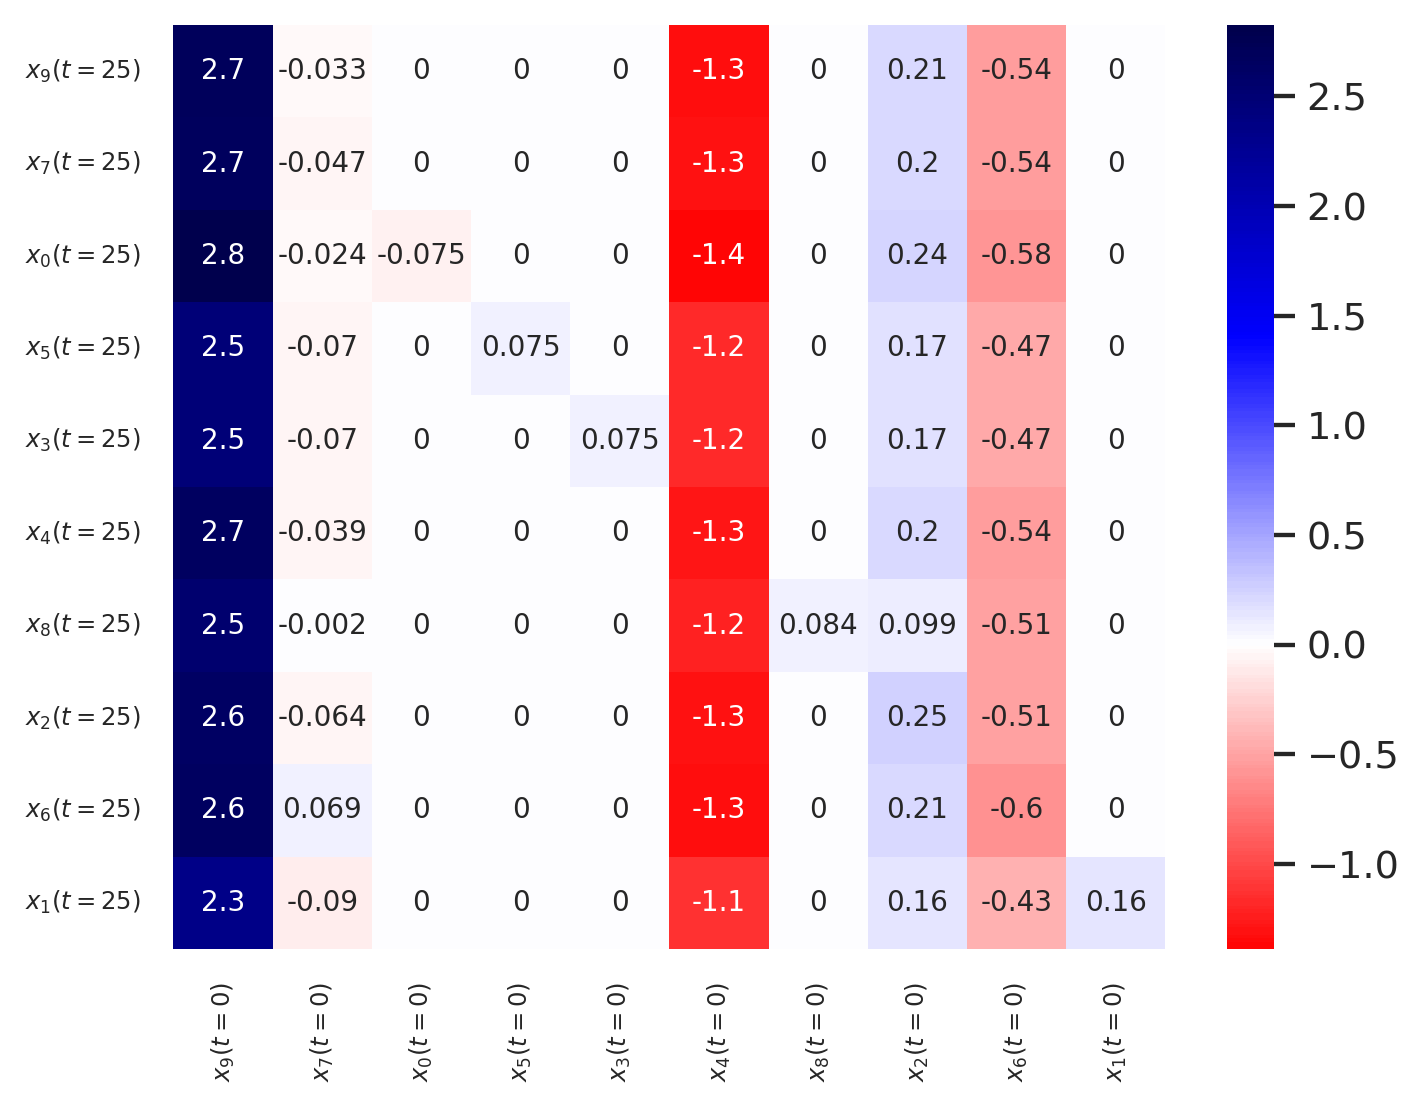 x₉(t = 25) 2.7 -0.033 0 0 0 -1.3 0 0.21 -0.54 0
x₇(t = 25) 2.7 -0.047 0 0 0 -1.3 0 0.2 -0.54 0
x₀(t = 25) 2.8 -0.024 -0.075 0 0 -1.4 0 0.24 -0.58 0
x₅(t = 25) 2.5 -0.07 0 0.075 0 -1.2 0 0.17 -0.47 0
x₃(t = 25) 2.5 -0.07 0 0 0.075 -1.2 0 0.17 -0.47 0
x₄(t = 25) 2.7 -0.039 0 0 0 -1.3 0 0.2 -0.54 0
x₈(t = 25) 2.5 -0.002 0 0 0 -1.2 0.084 0.099 -0.51 0
x₂(t = 25) 2.6 -0.064 0 0 0 -1.3 0 0.25 -0.51 0
x₆(t = 25) 2.6 0.069 0 0 0 -1.3 0 0.21 -0.6 0
x₁(t = 25) 2.3 -0.09 0 0 0 -1.1 0 0.16 -0.43 0.16
x₉(t = 0)
x₇(t = 0)
x₀(t = 0)
x₅(t = 0)
x₃(t = 0)
x₄(t = 0)
x₈(t = 0)
x₂(t = 0)
x₆(t = 0)
x₁(t = 0)
2.5
2.0
1.5
1.0
0.5
0.0
−0.5
−1.0